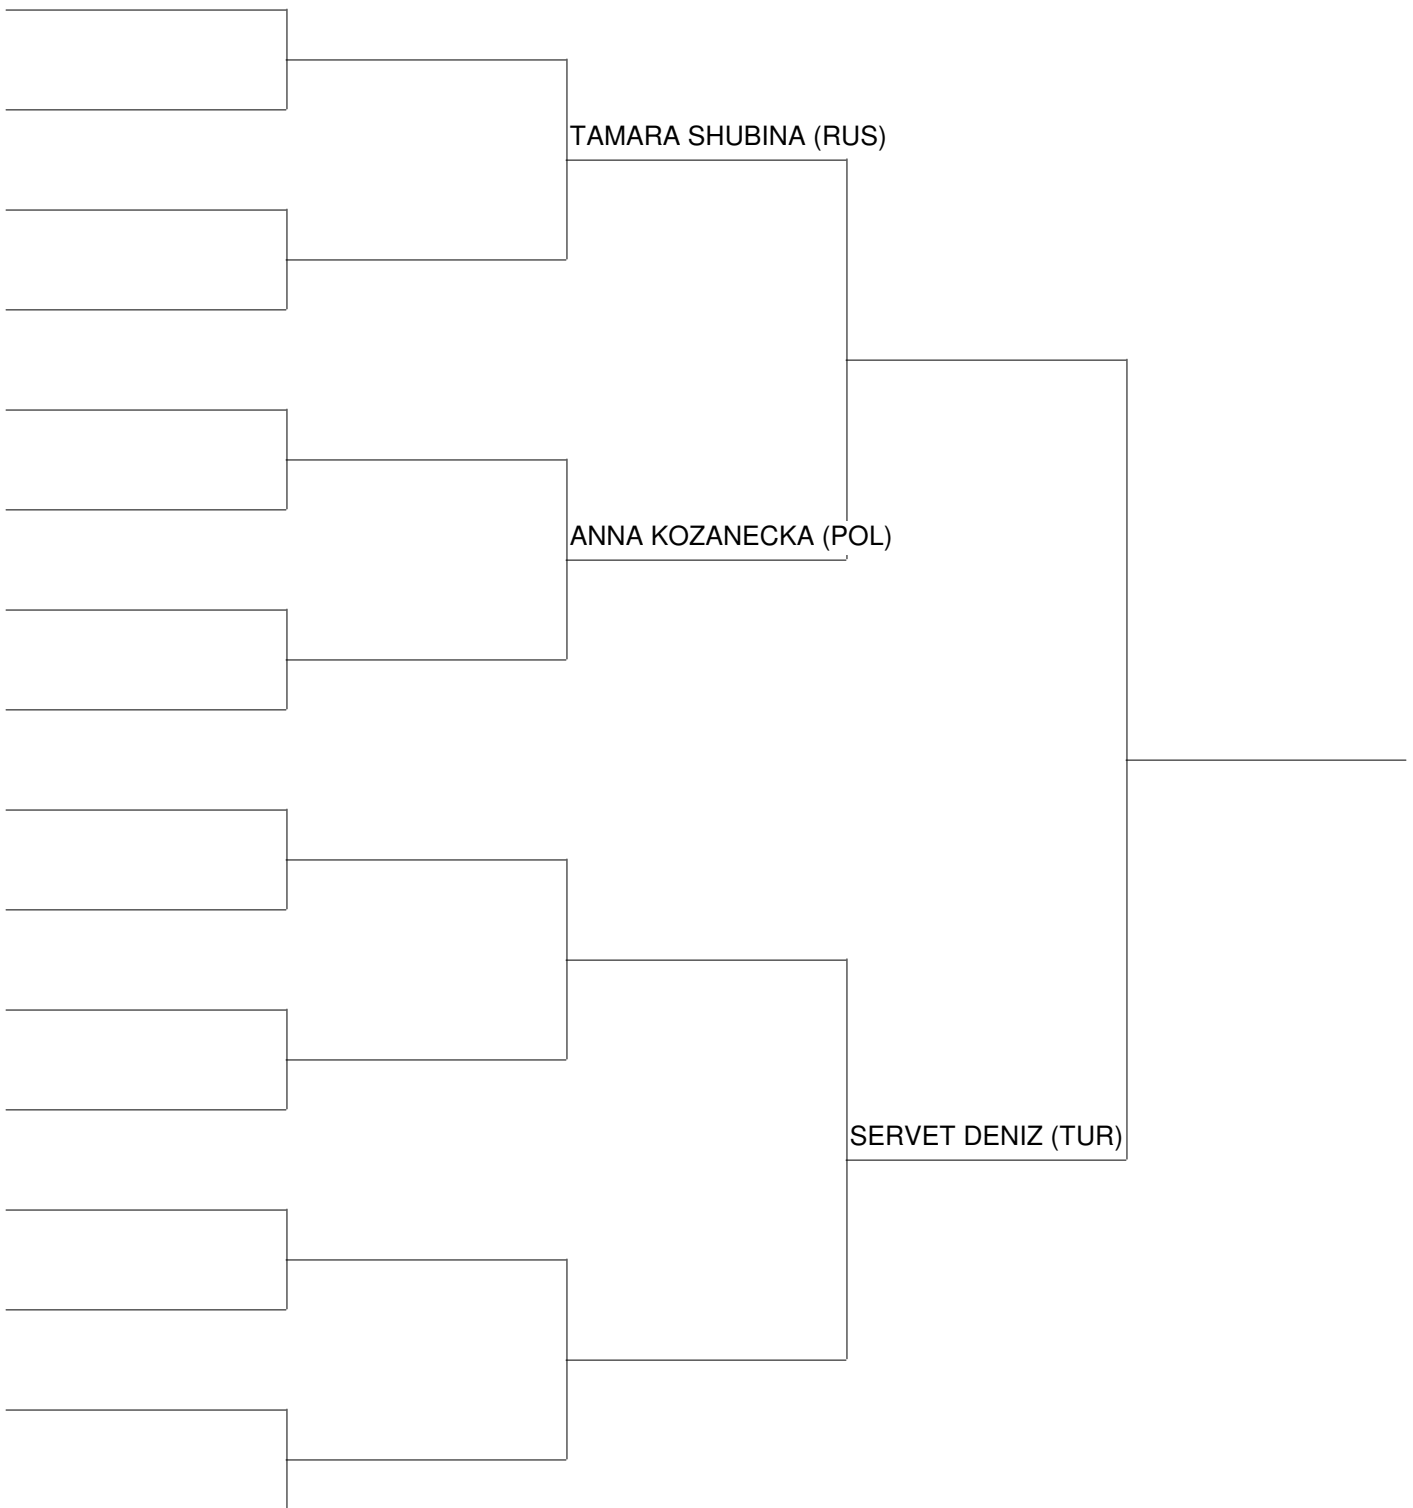 TAMARA SHUBINA (RUS)
ANNA KOZANECKA (POL)
SERVET DENIZ (TUR)